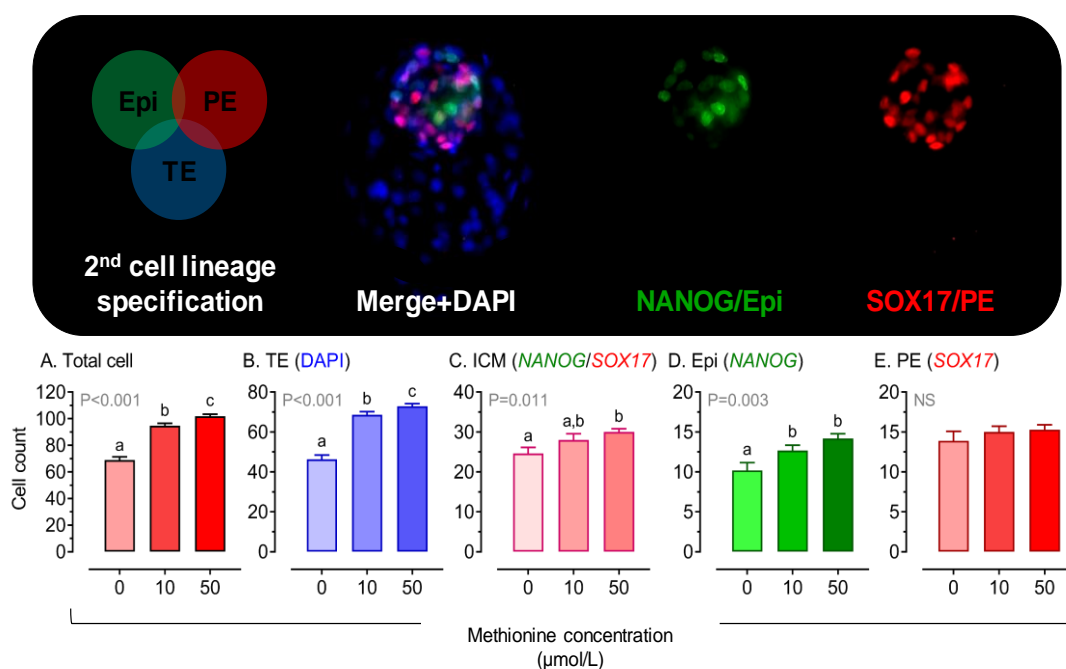 Epi
PE
TE
2nd cell lineage
specification
Merge+DAPI
NANOG/Epi
SOX17/PE
A. Total cell
B. TE (DAPI)
C. ICM (NANOG/SOX17)
D. Epi (NANOG)
E. PE (SOX17)
Cell count
120
100
80
60
40
20
0
P<0.001
a
b
c
0
10
50
80
60
40
20
0
P<0.001
a
b
c
0
10
50
40
30
20
10
0
P=0.011
a
a,b
b
0
10
50
20
15
10
5
0
P=0.003
a
b
b
0
10
50
20
15
10
5
0
NS
0
10
50
Methionine concentration
(µmol/L)